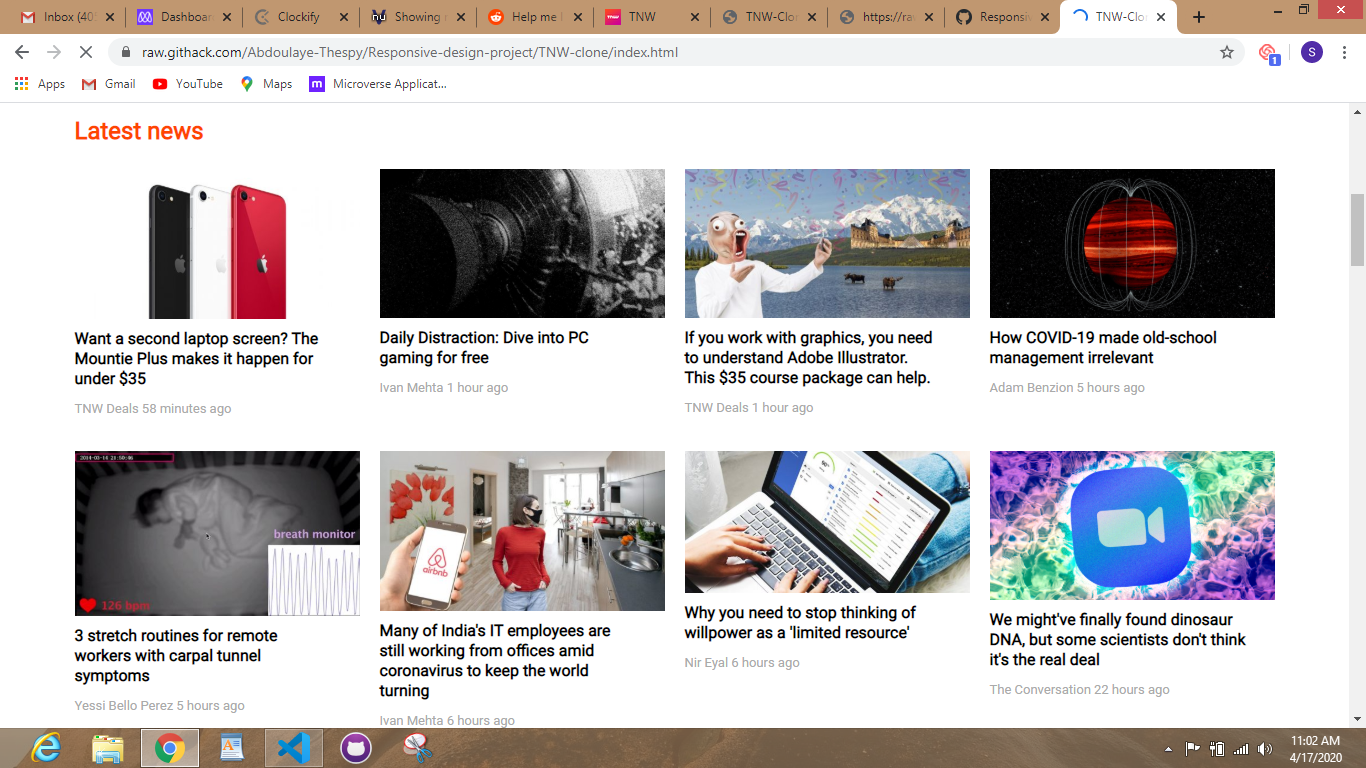 Inbox (40
Dashboar
Clockify
Showing r
Help me l
TNW
TNW-Clo
https://ra
Responsiv
TNW-Clo
raw.githack.com/Abdoulaye-Thespy/Responsive-design-project/TNW-clone/index.html
1
S
Apps
Gmail
YouTube
Maps
m
Microverse Applicat...
Latest news
Want a second laptop screen? The
Mountie Plus makes it happen for
under $35
TNW Deals 58 minutes ago
Daily Distraction: Dive into PC
gaming for free
Ivan Mehta 1 hour ago
If you work with graphics, you need
to understand Adobe Illustrator.
This $35 course package can help.
TNW Deals 1 hour ago
How COVID-19 made old-school
management irrelevant
Adam Benzion 5 hours ago
breath monitor
126 bpm
3 stretch routines for remote
workers with carpal tunnel
symptoms
Yessi Bello Perez 5 hours ago
airbnb
Many of India's IT employees are
still working from offices amid
coronavirus to keep the world
turning
Ivan Mehta 6 hours ago
Why you need to stop thinking of
willpower as a 'limited resource'
Nir Eyal 6 hours ago
We might've finally found dinosaur
DNA, but some scientists don't think
it's the real deal
The Conversation 22 hours ago
11:02 AM
4/17/2020